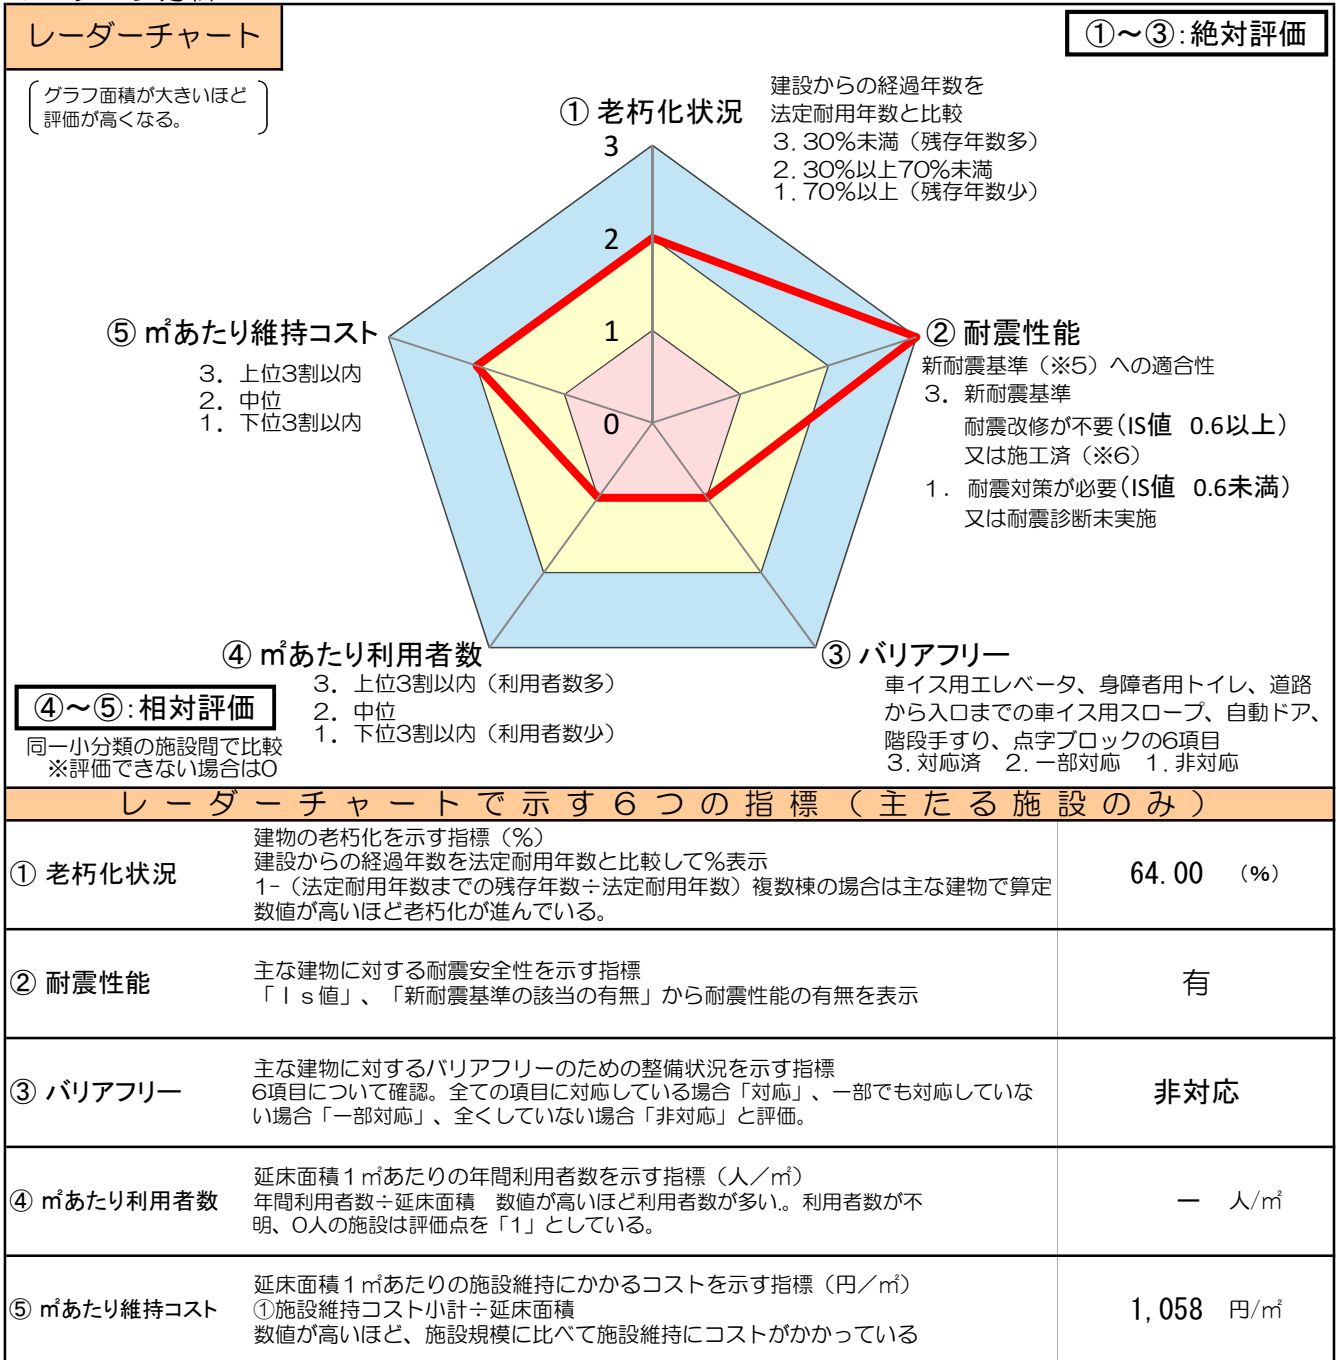 レーダーチャート
①～③：絶対評価
グラフ面積が大きいほど
評価が高くなる。
① 老朽化状況
建設からの経過年数を
法定耐用年数と比較
３．30％未満（残存年数多）
２．30％以上70％未満
１．70％以上（残存年数少）
3
2
1
0
② 耐震性能
新耐震基準（※5）への適合性
３．新耐震基準
耐震改修が不要（IS値 0.6以上）
又は施工済（※6）
１．耐震対策が必要（IS値 0.6未満）
又は耐震診断未実施
⑤ ㎡あたり維持コスト
３．上位3割以内
２．中位
１．下位3割以内
④ ㎡あたり利用者数
３．上位3割以内（利用者数多）
２．中位
１．下位3割以内（利用者数少）
③ バリアフリー
車イス用エレベータ、身障者用トイレ、道路
から入口までの車イス用スロープ、自動ドア、
階段手すり、点字ブロックの6項目
３．対応済 ２．一部対応 １．非対応
④～⑤：相対評価
同一小分類の施設間で比較
※評価できない場合は0
レーダーチャートで示す６つの指標（主たる施設のみ）
① 老朽化状況
建物の老朽化を示す指標（％）
建設からの経過年数を法定耐用年数と比較して％表示
1-（法定耐用年数までの残存年数÷法定耐用年数）複数棟の場合は主な建物で算定
数値が高いほど老朽化が進んでいる。
64.00 （％）
② 耐震性能
主な建物に対する耐震安全性を示す指標
「Ｉｓ値」、「新耐震基準の該当の有無」から耐震性能の有無を表示
有
③ バリアフリー
主な建物に対するバリアフリーのための整備状況を示す指標
6項目について確認。全ての項目に対応している場合「対応」、一部でも対応していな
い場合「一部対応」、全くしていない場合「非対応」と評価。
非対応
④ ㎡あたり利用者数
延床面積１㎡あたりの年間利用者数を示す指標（人／㎡）
年間利用者数÷延床面積 数値が高いほど利用者数が多い。利用者数が不
明、0人の施設は評価点を「1」としている。
ー 人/㎡
⑤ ㎡あたり維持コスト
延床面積１㎡あたりの施設維持にかかるコストを示す指標（円／㎡）
①施設維持コスト小計÷延床面積
数値が高いほど、施設規模に比べて施設維持にコストがかかっている
1,058 円/㎡